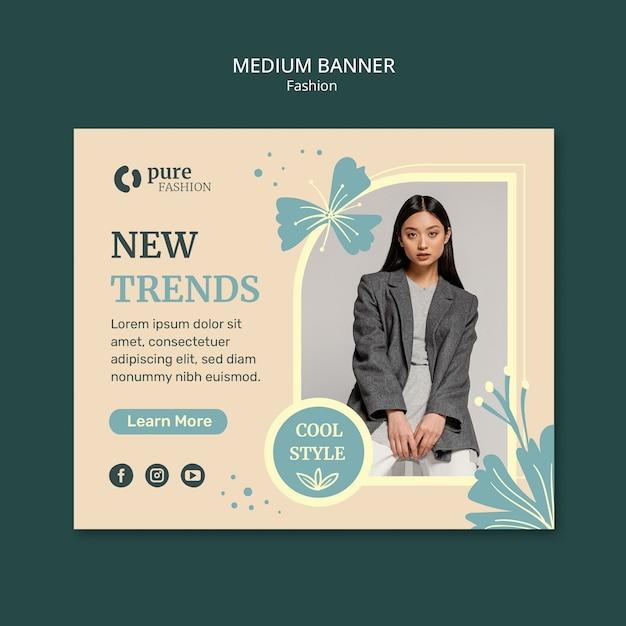 MEDIUM BANNER
Fashion
pure
FASHION
NEW
TRENDS
Lorem ipsum dolor sit
amet, consectetuer
adipiscing elit, sed diam
nonummy nibh euismod.
Learn More
COOL
STYLE